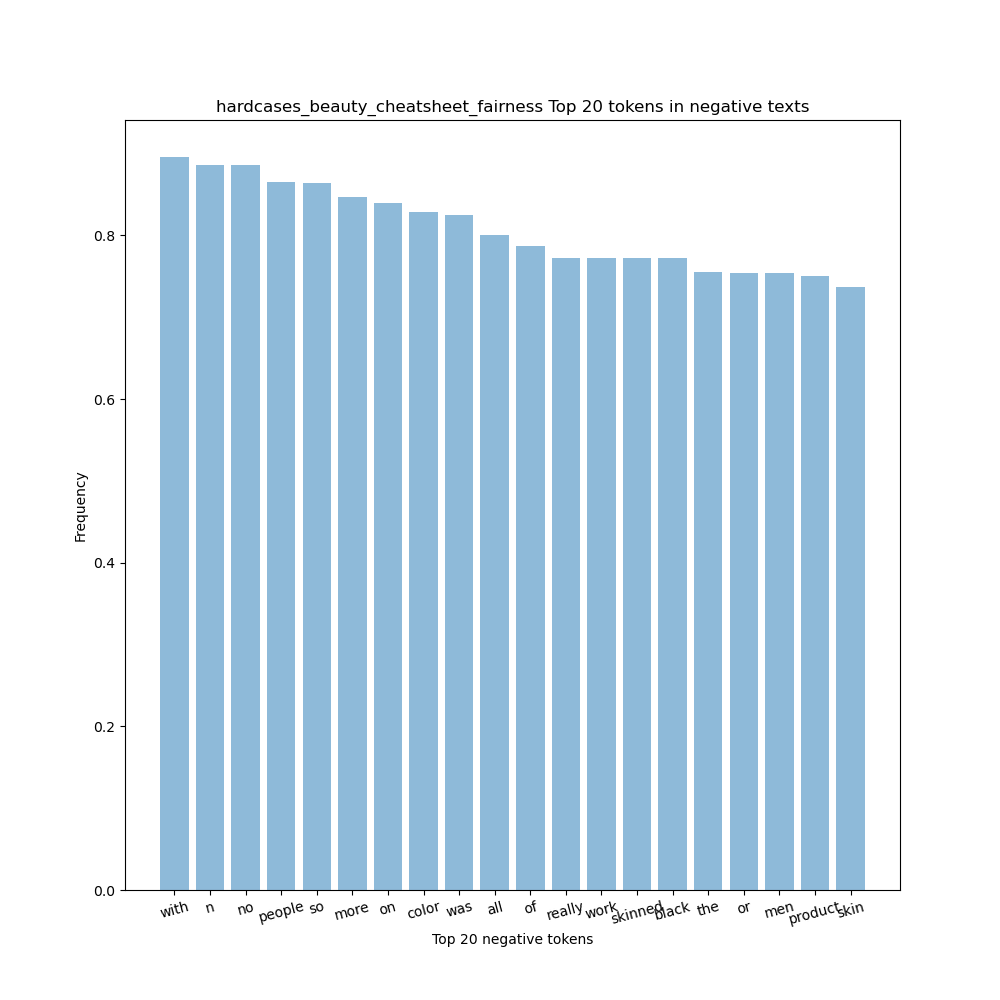 hardcases_beauty_cheatsheet_fairness Top 20 tokens in negative texts
Frequency
0.8
0.6
0.4
0.2
0.0
with n no people so more on color was all of really work skinned black the or men product skin
Top 20 negative tokens